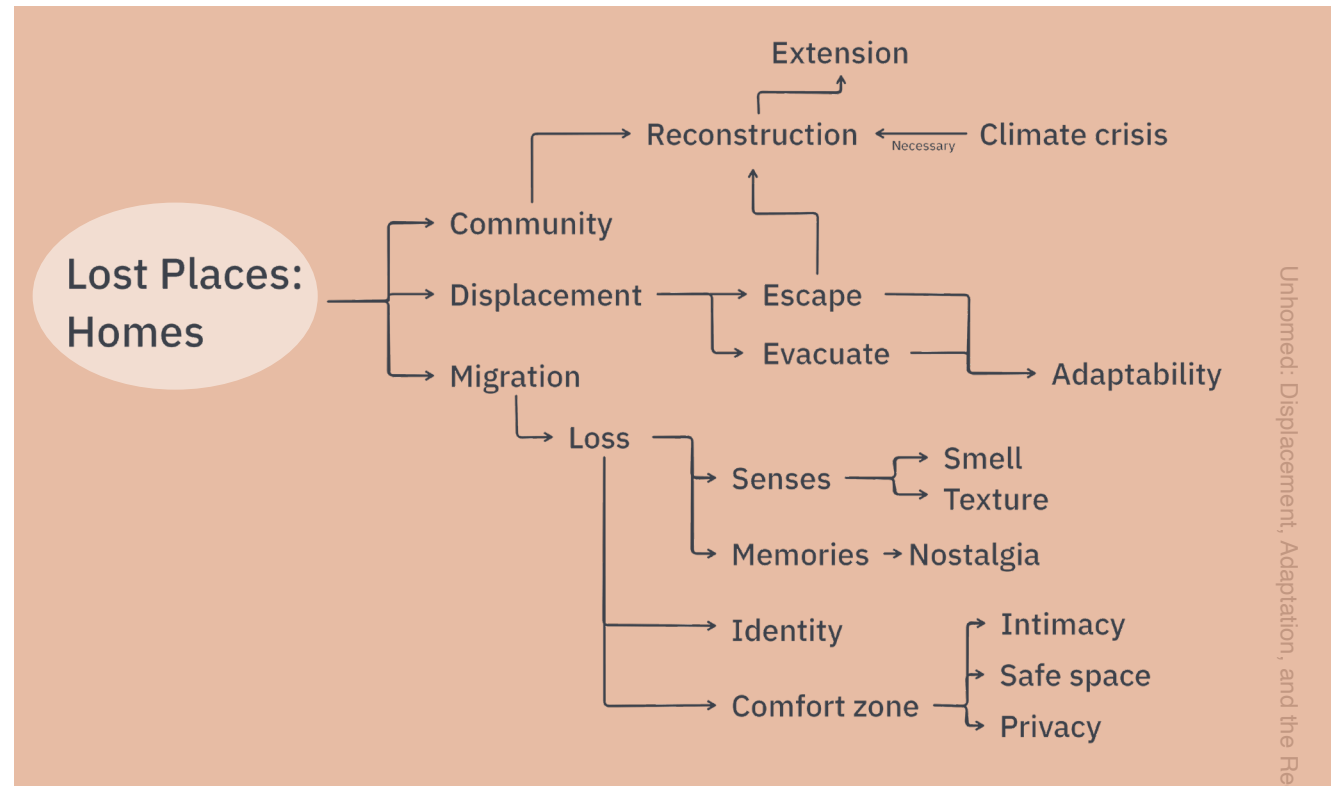 Extension
Reconstruction
Necessary
Climate crisis
Community
Lost Places:
Homes
Displacement
Escape
Evacuate
Migration
Adaptability
Loss
Senses
Smell
Texture
Memories
Nostalgia
Identity
Intimacy
Comfort zone
Safe space
Privacy
Unhomed: Displacement, Adaptation, and the Re